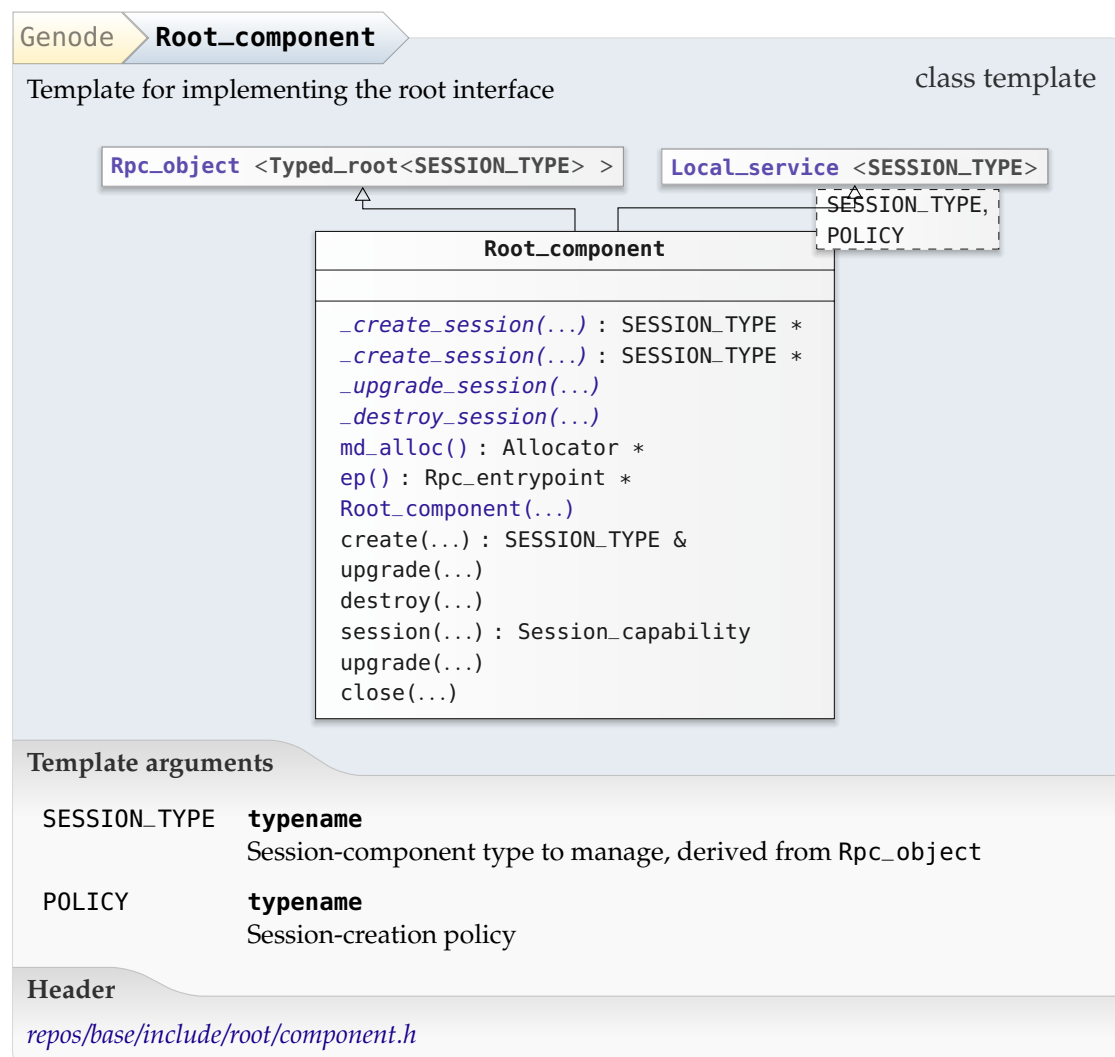 Genode Root_component
class template
Template for implementing the root interface
Rpc_object <Typed_root<SESSION_TYPE> >
Local_service <SESSION_TYPE>
SESSION_TYPE,
POLICY
Root_component
_create_session(...) : SESSION_TYPE *
_create_session(...) : SESSION_TYPE *
_upgrade_session(...)
_destroy_session(...)
md_alloc() : Allocator *
ep() : Rpc_entrypoint *
Root_component(...)
create(...) : SESSION_TYPE &
upgrade(...)
destroy(...)
session(...) : Session_capability
upgrade(...)
close(...)
Template arguments
SESSION_TYPE typename
Session-component type to manage, derived from Rpc_object
POLICY typename
Session-creation policy
Header
repos/base/include/root/component.h